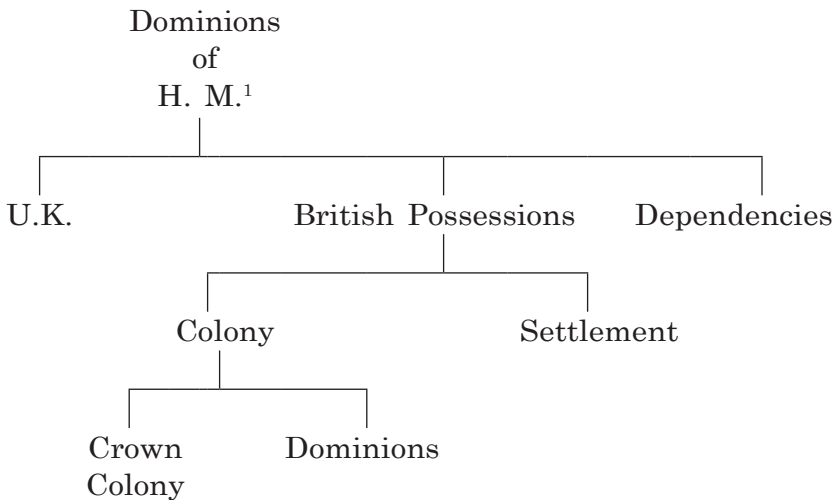 Dominions
of
H. M.¹
U.K. British Possessions Dependencies
Colony Settlement
Crown Dominions
Colony